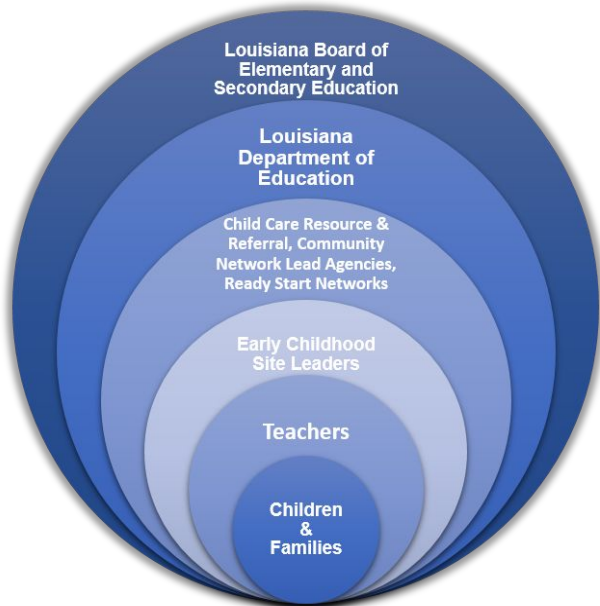 Louisiana Board of
Elementary and
Secondary Education
Louisiana
Department of
Education
Child Care Resource &
Referral, Community
Network Lead Agencies,
Ready Start Networks
Early Childhood
Site Leaders
Teachers
Children
&
Families